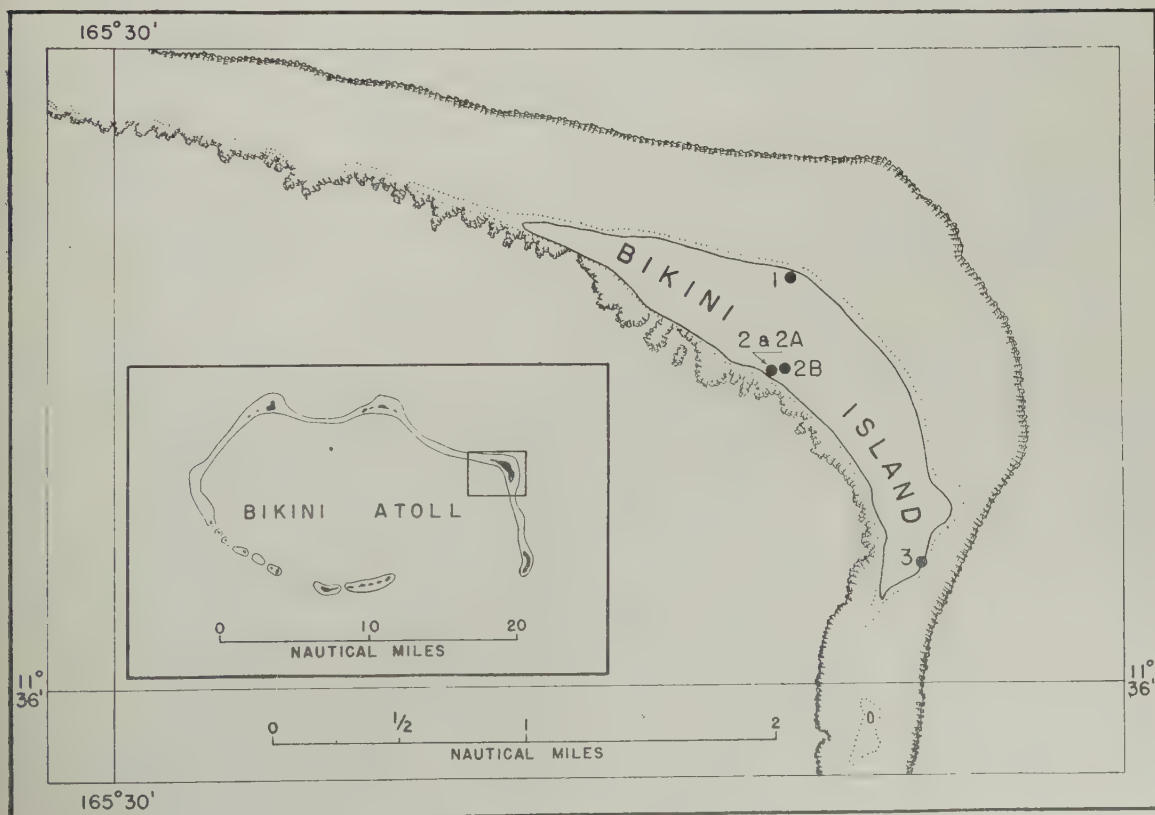 165° 30'
BIKINI
ISLAND
1
2 & 2A
2B
3
BIKINI ATOLL
0 10 20
NAUTICAL MILES
11°
36'
11°
36'
0
0 1/2 1 2
NAUTICAL MILES
165° 30'